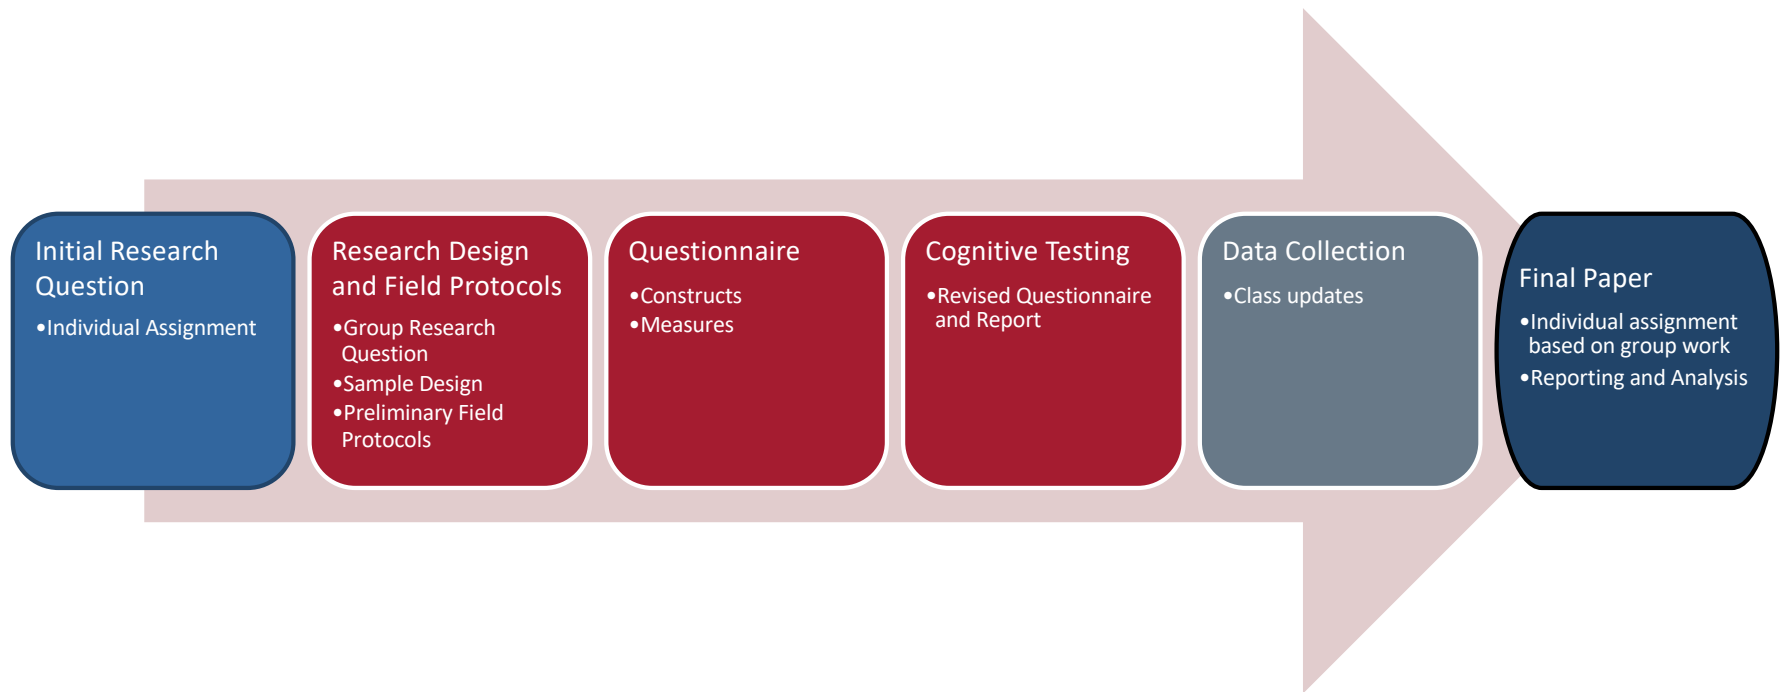 Initial Research
Question
•Individual Assignment
Research Design
and Field Protocols
•Group Research
Question
•Sample Design
•Preliminary Field
Protocols
Questionnaire
•Constructs
•Measures
Cognitive Testing
•Revised Questionnaire
and Report
Data Collection
•Class updates
Final Paper
•Individual assignment
based on group work
•Reporting and Analysis